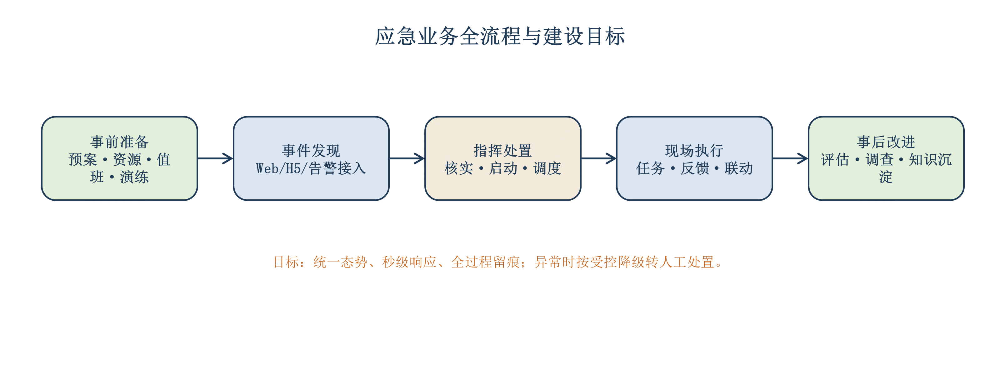 应急业务全流程与建设目标
事前准备
预案・资源・值
班・演练
事件发现
Web/H5/告警接入
指挥处置
核实・启动・调度
现场执行
任务・反馈・联动
事后改进
评估・调查・知识沉
淀
目标：统一态势、秒级响应、全过程留痕；异常时按受控降级转人工处置。